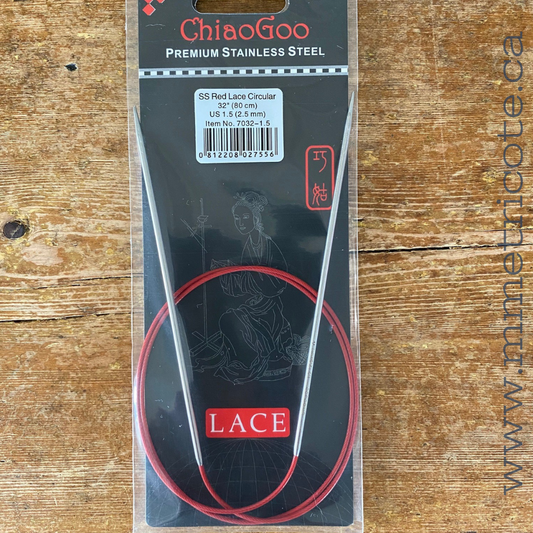 ChiaoGoo
PREMIUM STAINLESS STEEL
SS Red Lace Circular
32" (80 cm)
US 1.5 (2.5 mm)
Item No. 7032-1.5
0 812208 027556
巧
姑
LACE
www.mmetricote.ca